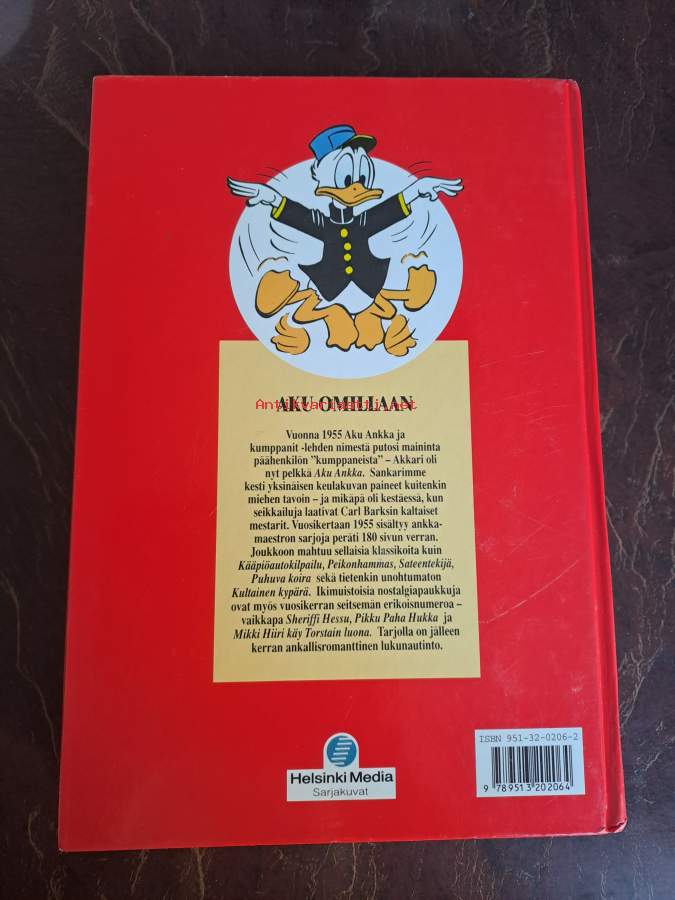 AKU OMILLAAN
Antikvariaatti.net
Vuonna 1955 Aku Ankka ja
kumppanit -lehden nimestä putosi maininta
päähenkilön ”kumppaneista” – Akkari oli
nyt pelkkä Aku Ankka. Sankarimme
kesti yksinäisen keulakuvan paineet kuitenkin
miehen tavoin – ja mikäpä oli kestäessä, kun
seikkailuja laativat Carl Barksin kaltaiset
mestarit. Vuosikertaan 1955 sisältyy ankka-
maestron sarjoja peräti 180 sivun verran.
Joukkoon mahtuu sellaisia klassikoita kuin
Kääpiöautokilpailu, Peikonhammas, Sateentekijä,
Puhuva koira sekä tietenkin unohtumaton
Kultainen kypärä. Ikimuistoisia nostalgiapaukkuja
ovat myös vuosikerran seitsemän erikoisnumeroa –
vaikkapa Sheriffi Hessu, Pikku Paha Hukka ja
Mikki Hiiri käy Torstain luona. Tarjolla on jälleen
kerran ankallisromanttinen lukunautinto.
ISBN 951-32-0206-2
9 789513 202064
Helsinki Media
Sarjakuvat